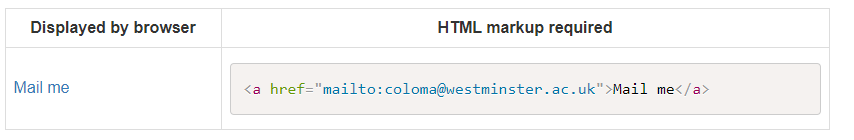 Displayed by browser HTML markup required
Mail me <a href="mailto:coloma@westminster.ac.uk">Mail me</a>